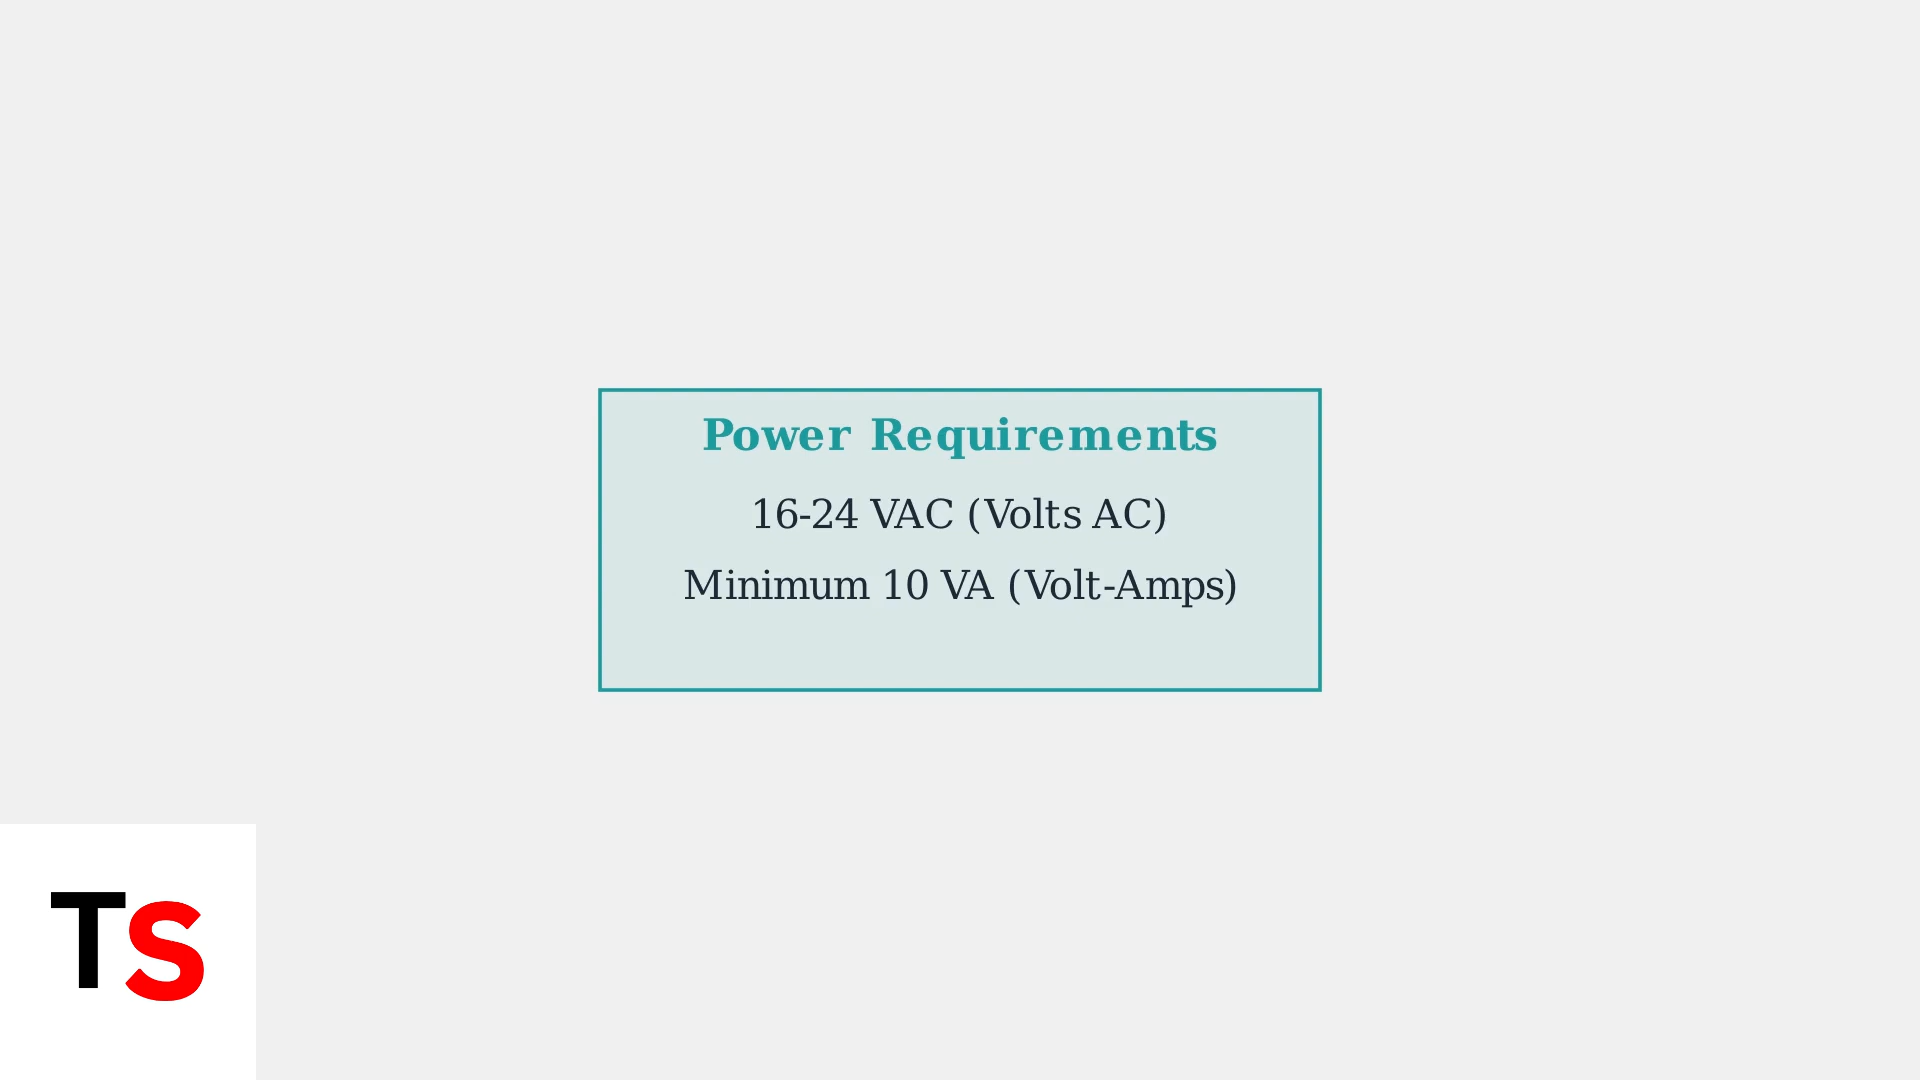 Power Requirements
16-24 VAC (Volts AC)
Minimum 10 VA (Volt-Amps)
TS